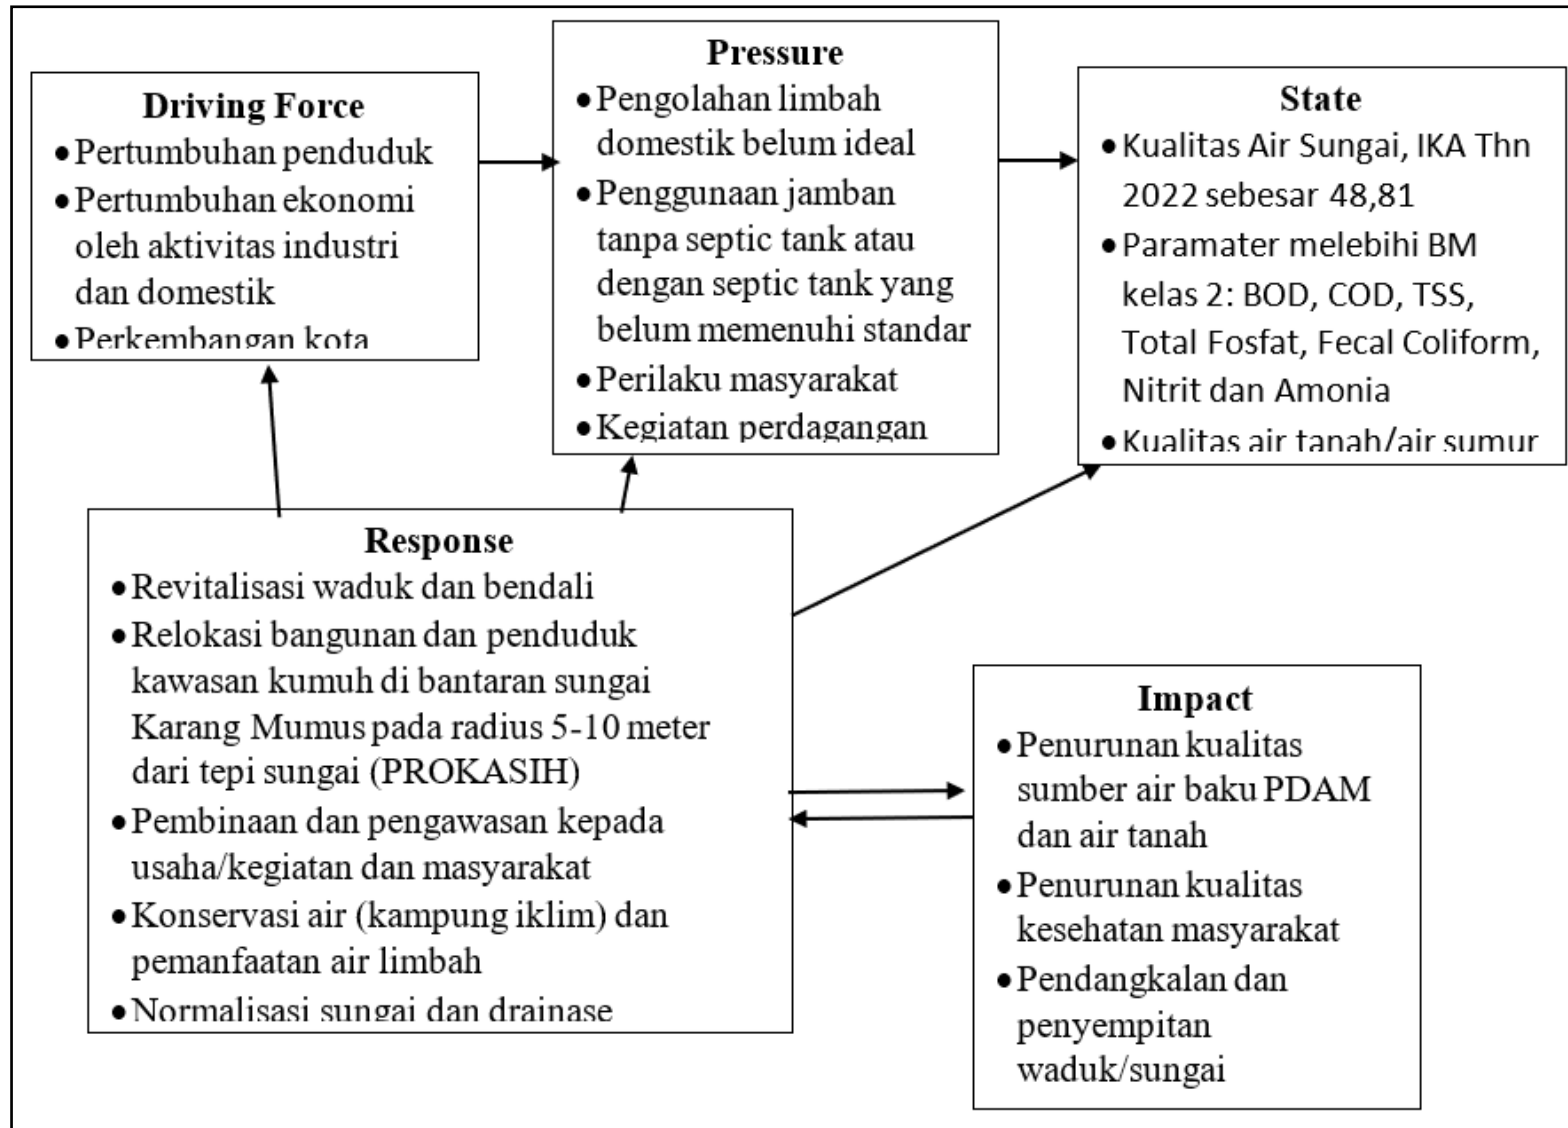 Driving Force
• Pertumbuhan penduduk
• Pertumbuhan ekonomi
oleh aktivitas industri
dan domestik
• Perkembangan kota
Pressure
• Pengolahan limbah
domestik belum ideal
• Penggunaan jamban
tanpa septic tank atau
dengan septic tank yang
belum memenuhi standar
• Perilaku masyarakat
• Kegiatan perdagangan
State
• Kualitas Air Sungai, IKA Thn
2022 sebesar 48,81
• Paramater melebihi BM
kelas 2: BOD, COD, TSS,
Total Fosfat, Fecal Coliform,
Nitrit dan Amonia
• Kualitas air tanah/air sumur
Response
• Revitalisasi waduk dan bendali
• Relokasi bangunan dan penduduk
kawasan kumuh di bantaran sungai
Karang Mumus pada radius 5-10 meter
dari tepi sungai (PROKASIH)
• Pembinaan dan pengawasan kepada
usaha/kegiatan dan masyarakat
• Konservasi air (kampung iklim) dan
pemanfaatan air limbah
• Normalisasi sungai dan drainase
Impact
• Penurunan kualitas
sumber air baku PDAM
dan air tanah
• Penurunan kualitas
kesehatan masyarakat
• Pendangkalan dan
penyempitan
waduk/sungai